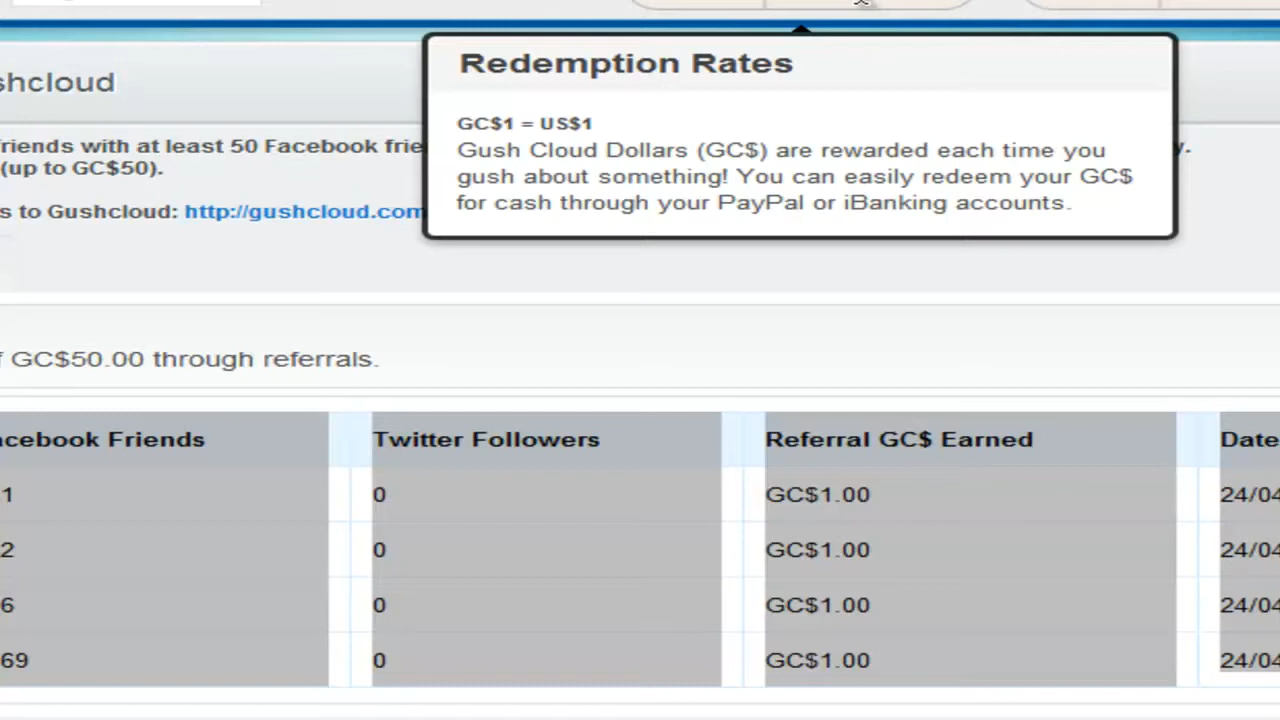 Redemption Rates
GC$1 = US$1
Gush Cloud Dollars (GC$) are rewarded each time you
gush about something! You can easily redeem your GC$
for cash through your PayPal or iBanking accounts.
shcloud
riends with at least 50 Facebook frie
(up to GC$50).
s to Gushcloud: http://gushcloud.com
GC$50.00 through referrals.
acebook Friends Twitter Followers Referral GC$ Earned Date
1 0 GC$1.00 24/04
2 0 GC$1.00 24/04
6 0 GC$1.00 24/04
69 0 GC$1.00 24/04